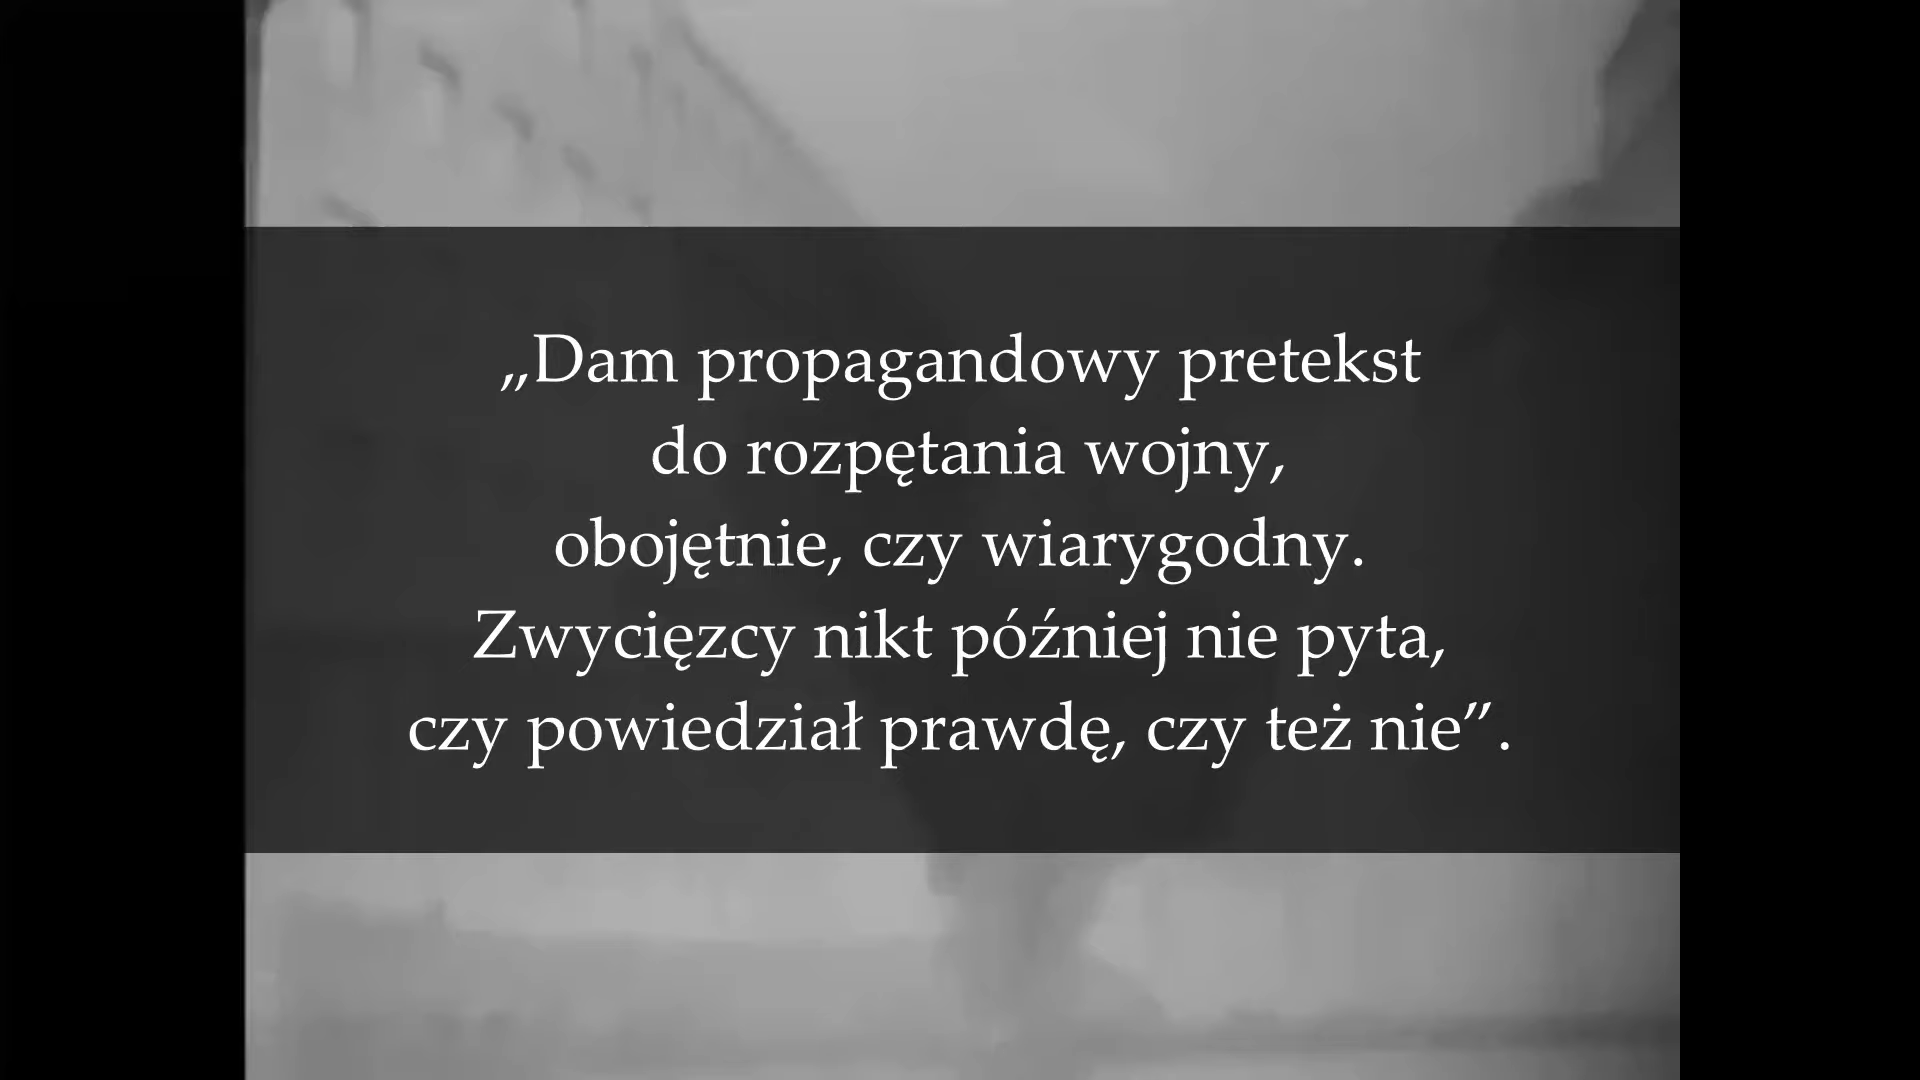 „Dam propagandowy pretekst
do rozpętania wojny,
obojętnie, czy wiarygodny.
Zwycięzcy nikt później nie pyta,
czy powiedział prawdę, czy też nie”.